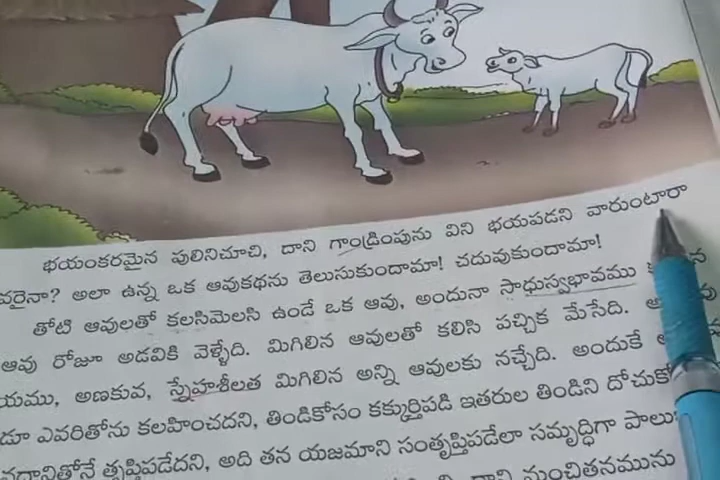 భయంకరమైన పులినిచూచి, దాని గాండ్రింపును విని భయపడని వారుంటారా
వరైనా? అలా ఉన్న ఒక ఆవుకథను తెలుసుకుందామా! చదువుకుందామా!
తోటి ఆవులతో కలసిమెలసి ఉండే ఒక ఆవు, అందునా సాధుస్వభావము
ఆవు రోజూ అడవికి వెళ్ళేది. మిగిలిన ఆవులతో కలిసి పచ్చిక మేసేది.
యము, అణకువ, స్నేహశీలత మిగిలిన అన్ని ఆవులకు నచ్చేది. అందుకే
డూ ఎవరితోను కలహించదని, తిండికోసం కక్కుర్తిపడి ఇతరుల తిండిని దోచుకో
తృప్తిపడేదని, అది తన యజమాని సంతృప్తిపడేలా సమృద్ధిగా పాలు
దాని మంచితనమును